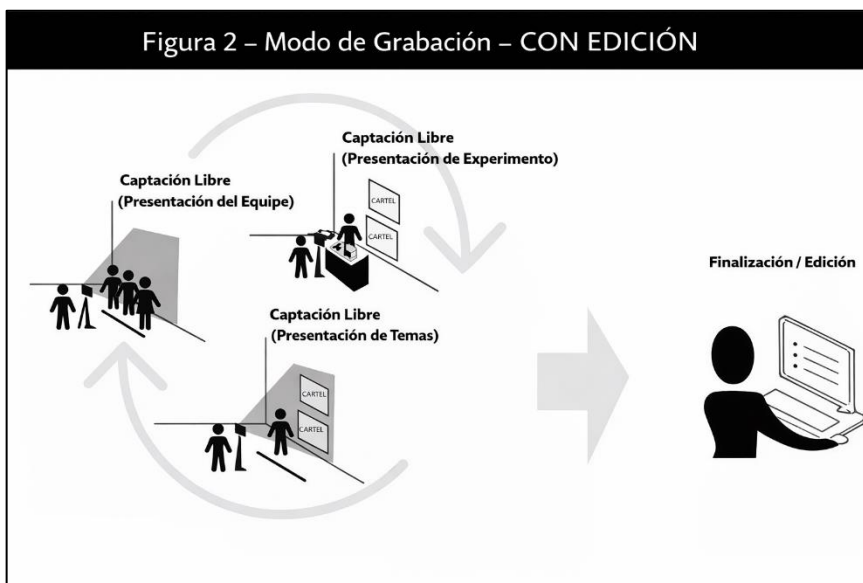 Figura 2 – Modo de Grabación – CON EDICIÓN
Captación Libre
(Presentación de Experimento)
CARTEL
CARTEL
Captación Libre
(Presentación del Equipe)
Finalización / Edición
Captación Libre
(Presentación de Temas)
CARTEL
CARTEL